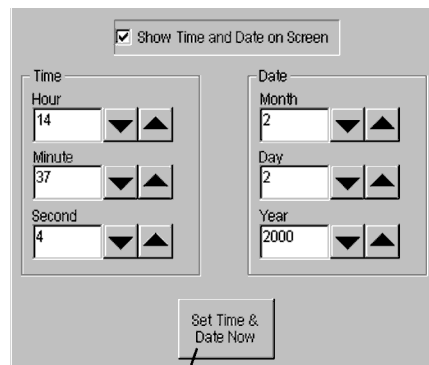 Show Time and Date on Screen
Time
Hour
14
Minute
37
Second
4
Date
Month
2
Day
2
Year
2000
Set Time &
Date Now